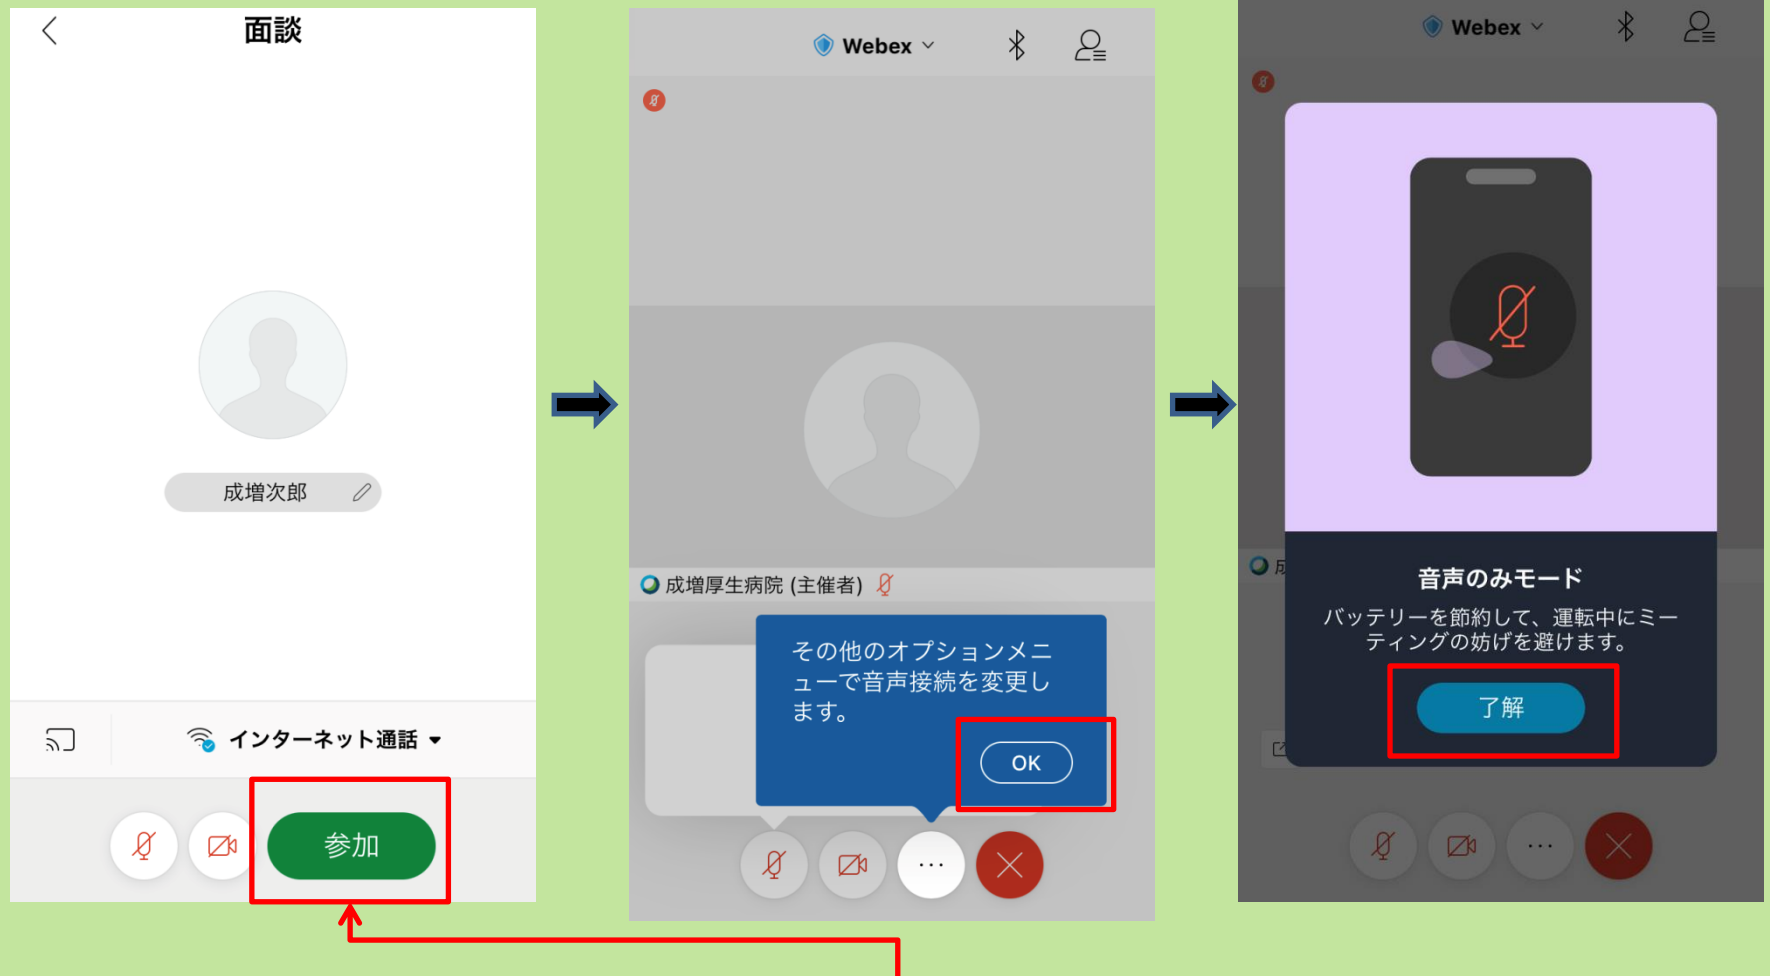 面談
成増次郎
インターネット通話
参加
Webex
成増厚生病院 (主催者)
その他のオプションメニ
ューで音声接続を変更し
ます。
OK
Webex
音声のみモード
バッテリーを節約して、運転中にミー
ティングの妨げを避けます。
了解